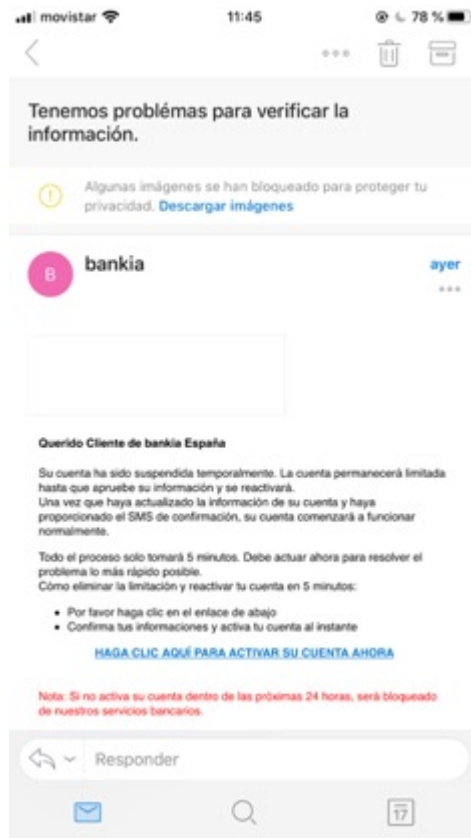 movistar 11:45 78 %
Tenemos problémas para verificar la
información.
Algunas imágenes se han bloqueado para proteger tu
privacidad. Descargar imágenes
B bankia ayer
Querido Cliente de bankia España
Su cuenta ha sido suspendida temporalmente. La cuenta permanecerá limitada
hasta que apruebe su información y se reactivará.
Una vez que haya actualizado la información de su cuenta y haya
proporcionado el SMS de confirmación, su cuenta comenzará a funcionar
normalmente.
Todo el proceso solo tomará 5 minutos. Debe actuar ahora para resolver el
problema lo más rápido posible.
Cómo eliminar la limitación y reactivar tu cuenta en 5 minutos:
• Por favor haga clic en el enlace de abajo
• Confirma tus informaciones y activa tu cuenta al instante
HAGA CLIC AQUÍ PARA ACTIVAR SU CUENTA AHORA
Nota: Si no activa su cuenta dentro de las próximas 24 horas, será bloqueado
de nuestros servicios bancarios.
Responder
17